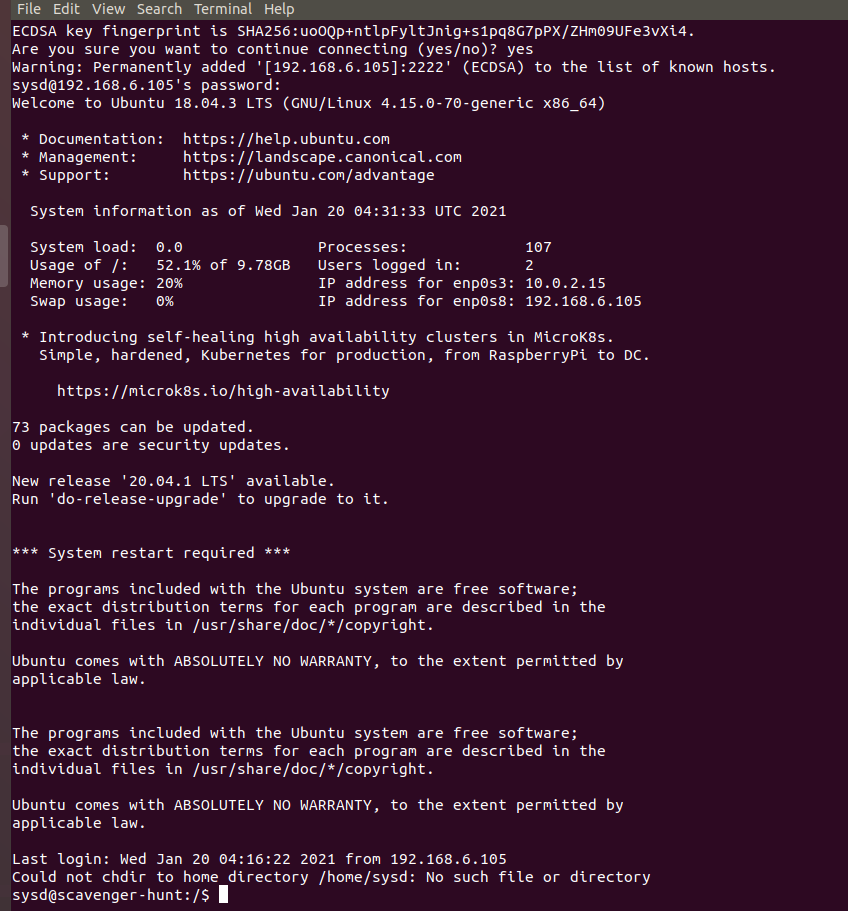 File Edit View Search Terminal Help
ECDSA key fingerprint is SHA256:uoOQp+ntlpFyltJnig+s1pq8G7pPX/ZHm09UFe3vXi4.
Are you sure you want to continue connecting (yes/no)? yes
Warning: Permanently added '[192.168.6.105]:2222' (ECDSA) to the list of known hosts.
sysd@192.168.6.105's password:
Welcome to Ubuntu 18.04.3 LTS (GNU/Linux 4.15.0-70-generic x86_64)
* Documentation:  https://help.ubuntu.com
* Management:     https://landscape.canonical.com
* Support:        https://ubuntu.com/advantage
System information as of Wed Jan 20 04:31:33 UTC 2021
System load:  0.0                Processes:             107
Usage of /:   52.1% of 9.78GB   Users logged in:       2
Memory usage: 20%               IP address for enp0s3: 10.0.2.15
Swap usage:   0%                IP address for enp0s8: 192.168.6.105
* Introducing self-healing high availability clusters in MicroK8s.
Simple, hardened, Kubernetes for production, from RaspberryPi to DC.
https://microk8s.io/high-availability
73 packages can be updated.
0 updates are security updates.
New release '20.04.1 LTS' available.
Run 'do-release-upgrade' to upgrade to it.
*** System restart required ***
The programs included with the Ubuntu system are free software;
the exact distribution terms for each program are described in the
individual files in /usr/share/doc/*/copyright.
Ubuntu comes with ABSOLUTELY NO WARRANTY, to the extent permitted by
applicable law.
The programs included with the Ubuntu system are free software;
the exact distribution terms for each program are described in the
individual files in /usr/share/doc/*/copyright.
Ubuntu comes with ABSOLUTELY NO WARRANTY, to the extent permitted by
applicable law.
Last login: Wed Jan 20 04:16:22 2021 from 192.168.6.105
Could not chdir to home directory /home/sysd: No such file or directory
sysd@scavenger-hunt:/$